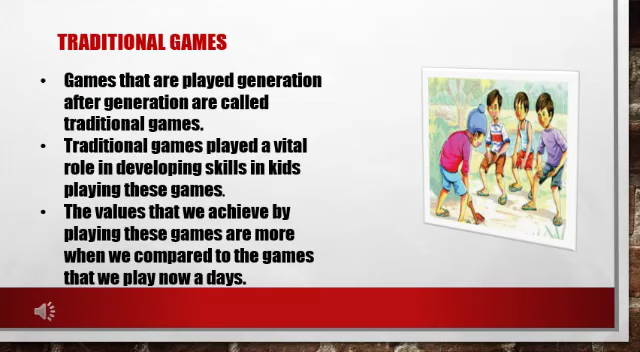 TRADITIONAL GAMES
• Games that are played generation
after generation are called
traditional games.
• Traditional games played a vital
role in developing skills in kids
playing these games.
• The values that we achieve by
playing these games are more
when we compared to the games
that we play now a days.